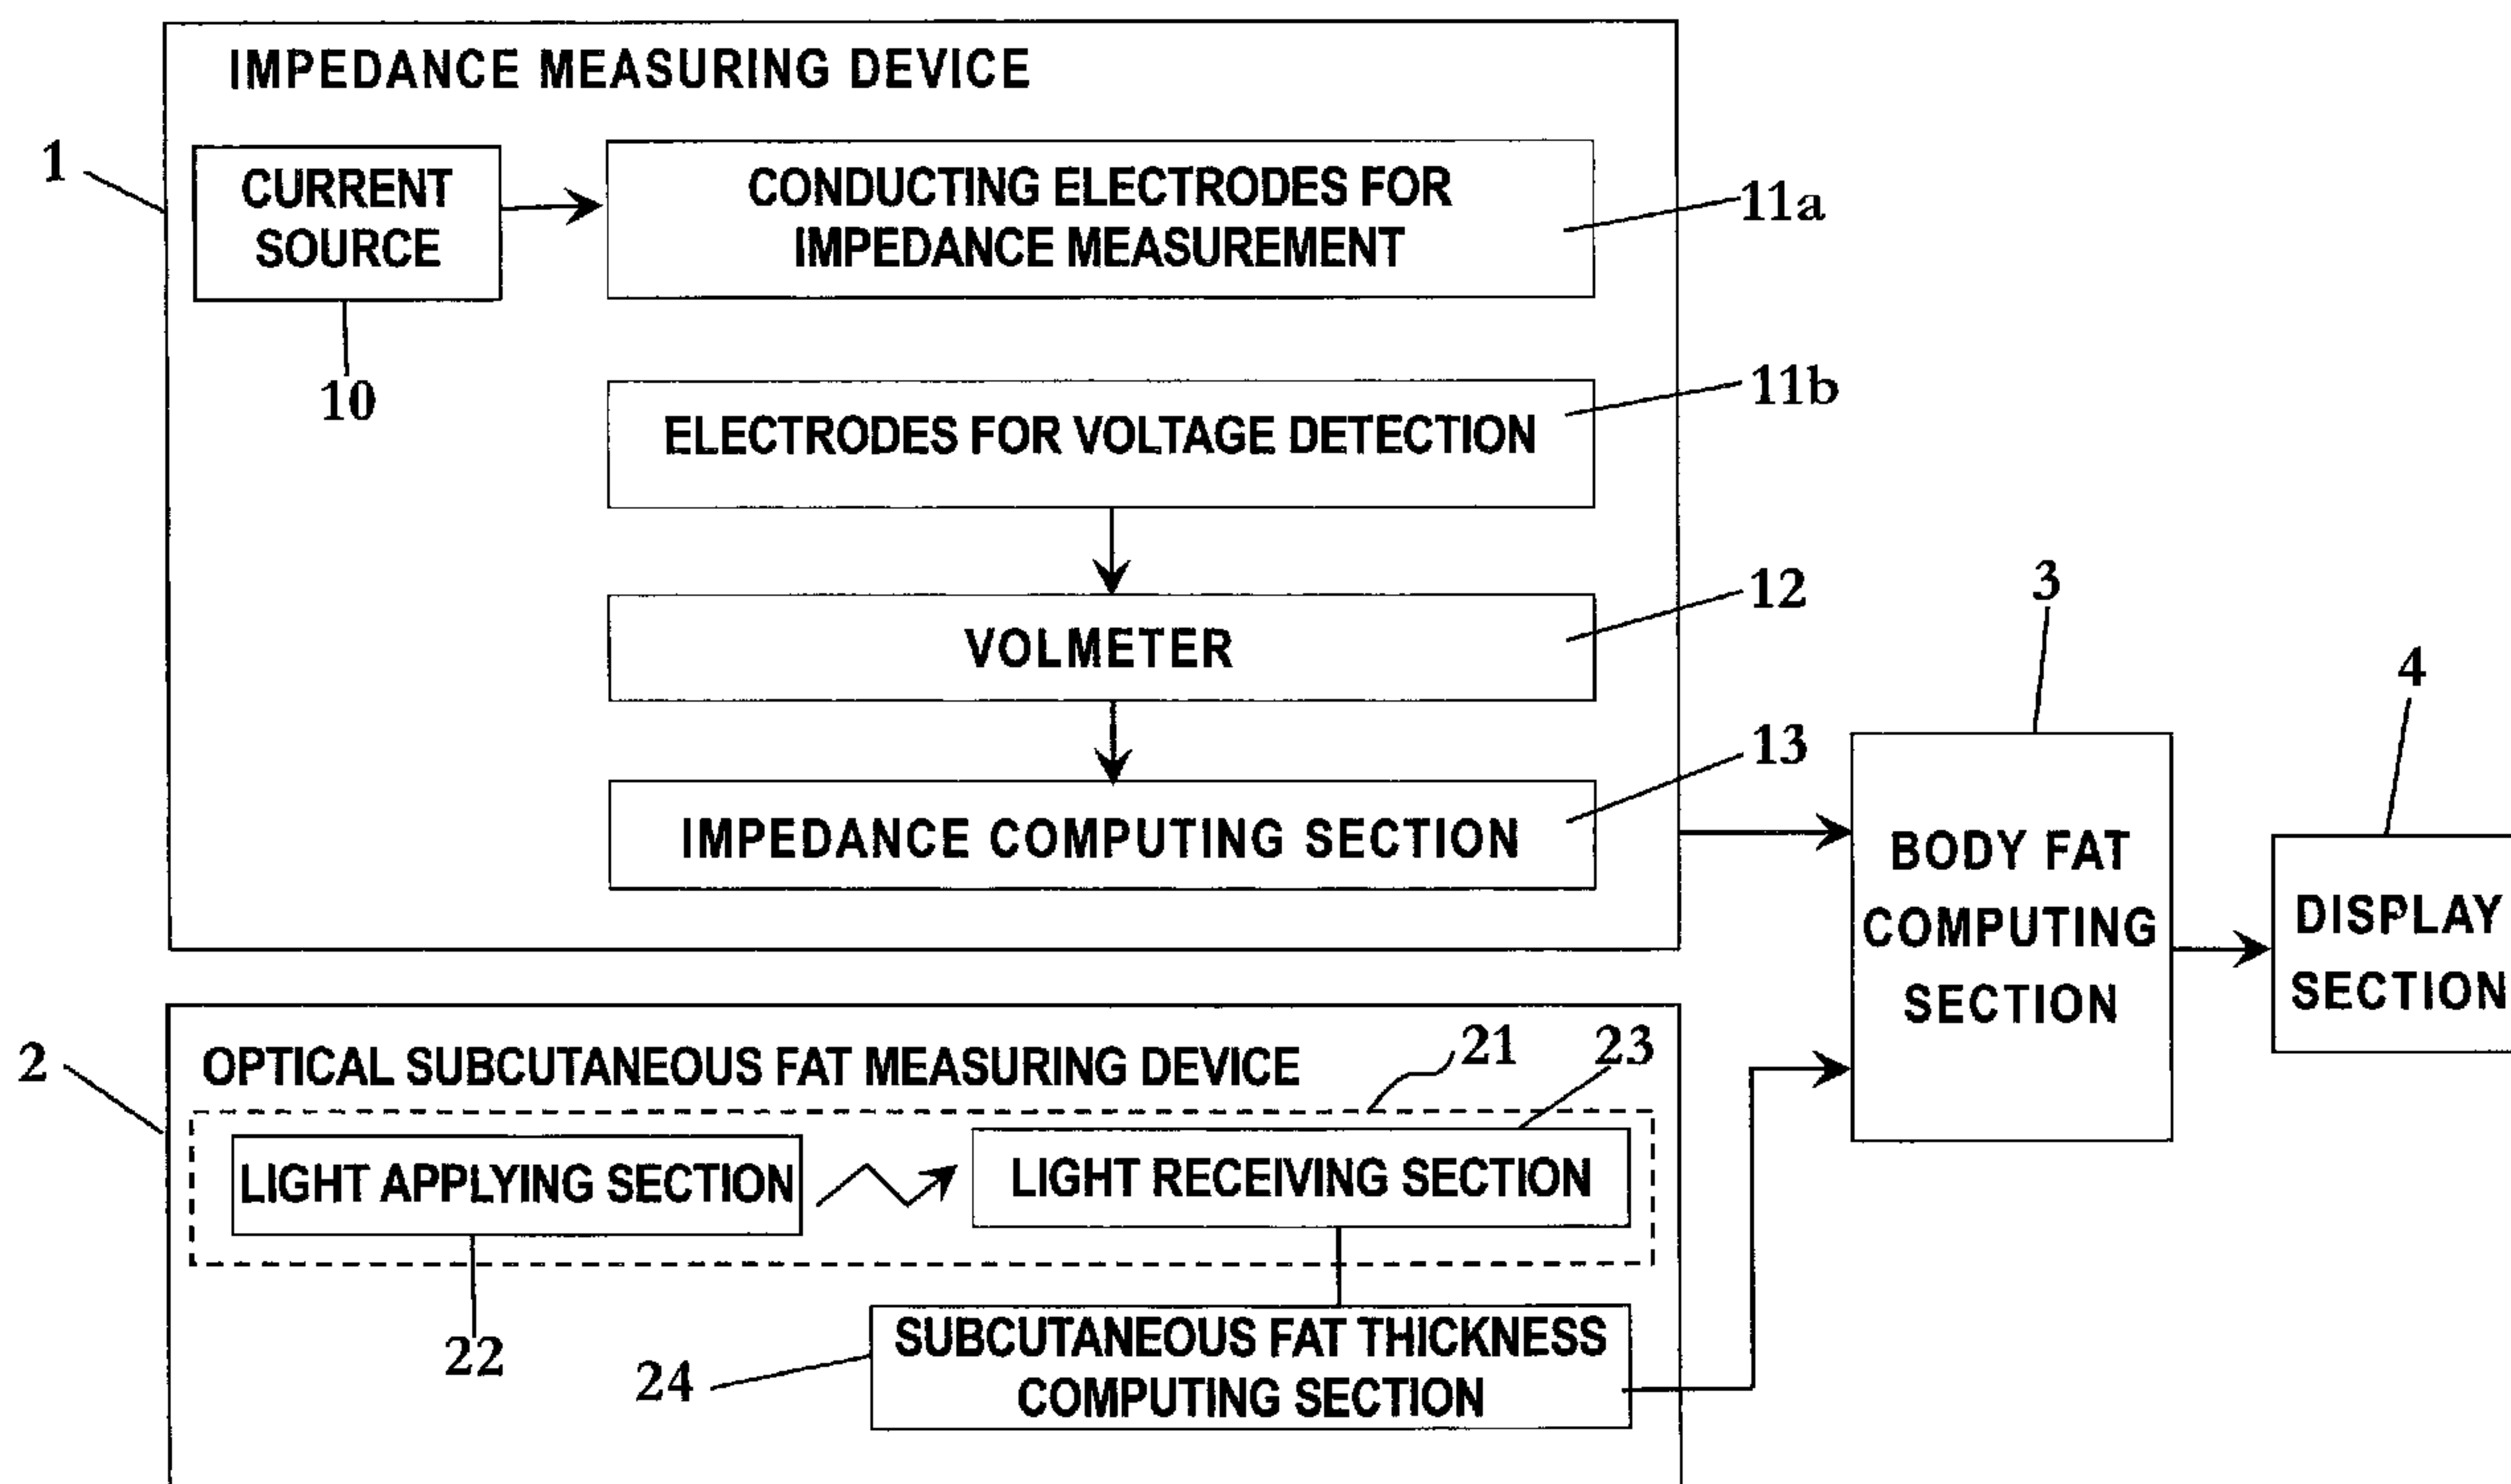 IMPEDANCE MEASURING DEVICE
1
CURRENT
SOURCE
10
CONDUCTING ELECTRODES FOR
IMPEDANCE MEASUREMENT
11a
ELECTRODES FOR VOLTAGE DETECTION
11b
VOLMETER
12
IMPEDANCE COMPUTING SECTION
13
3
BODY FAT
COMPUTING
SECTION
4
DISPLAY
SECTION
2
OPTICAL SUBCUTANEOUS FAT MEASURING DEVICE
21
23
LIGHT APPLYING SECTION
LIGHT RECEIVING SECTION
22
24
SUBCUTANEOUS FAT THICKNESS
COMPUTING SECTION